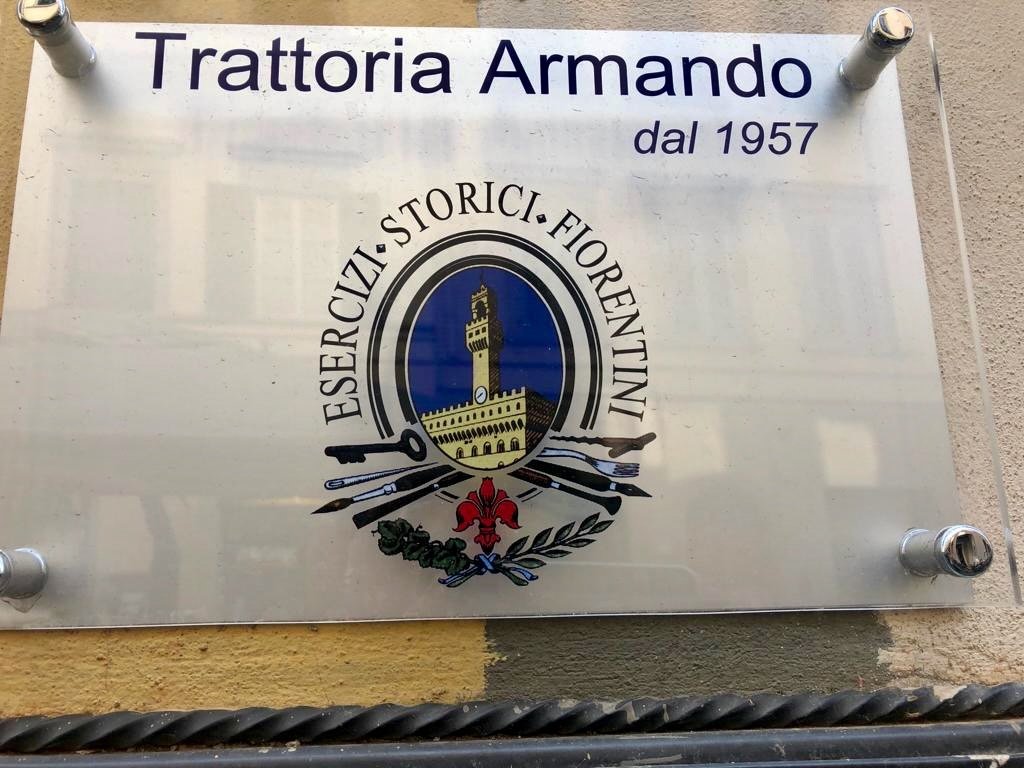 Trattoria Armando
dal 1957
ESERCIZI·STORICI·FIORENTINI